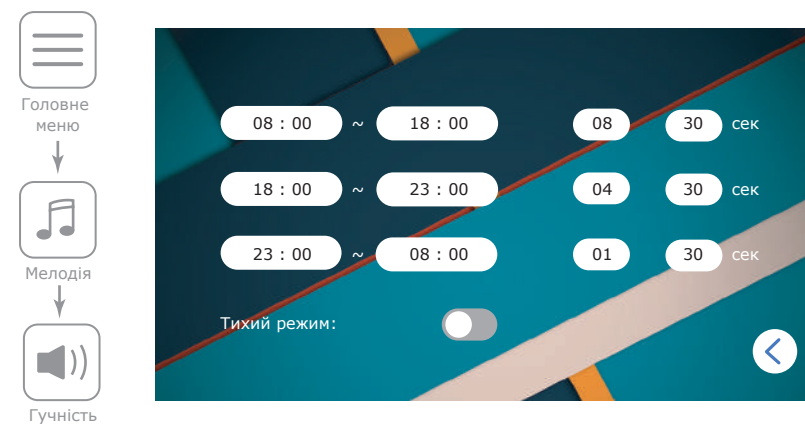 Головне
меню
Мелодія
Гучність
08 : 00 ~ 18 : 00 08 30 сек
18 : 00 ~ 23 : 00 04 30 сек
23 : 00 ~ 08 : 00 01 30 сек
Тихий режим: